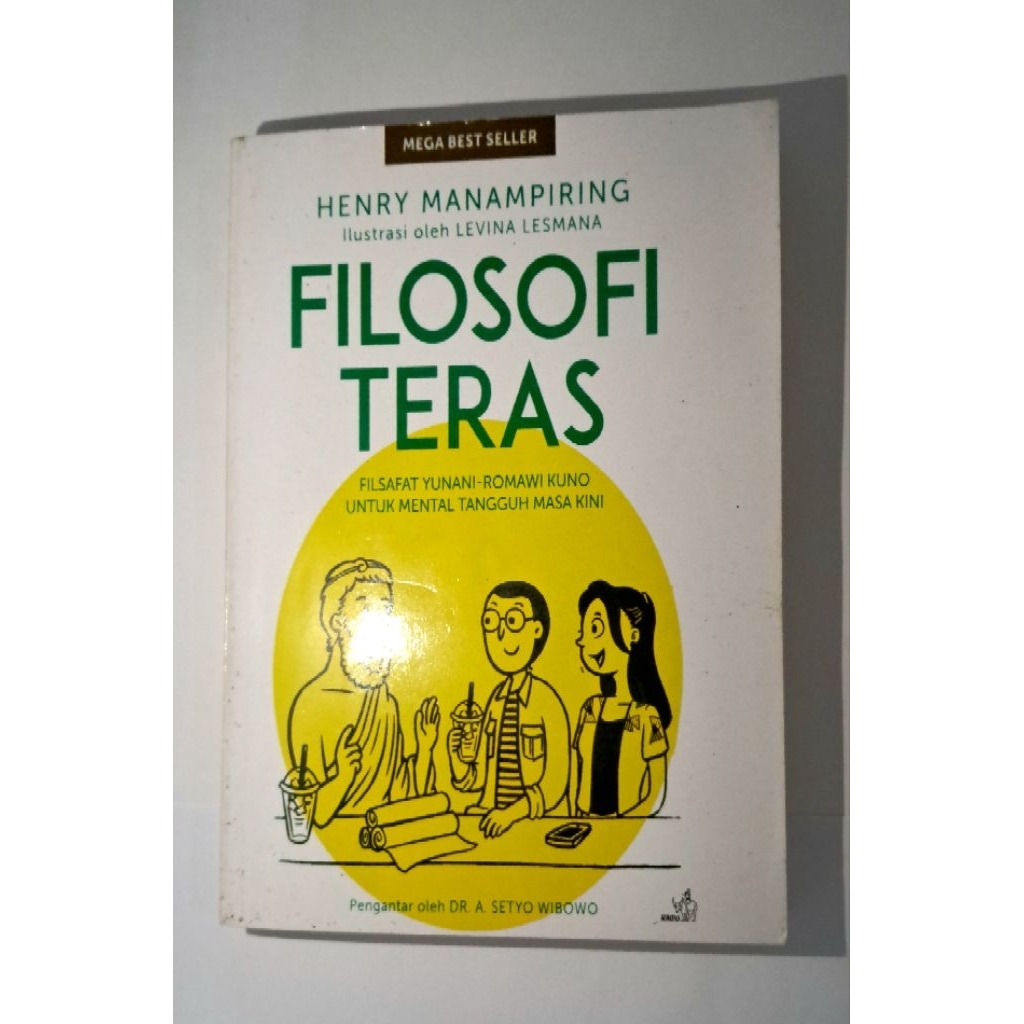 MEGA BEST SELLER
HENRY MANAMPIRING
Ilustrasi oleh LEVINA LESMANA
FILOSOFI
TERAS
FILSAFAT YUNANI-ROMAWI KUNO
UNTUK MENTAL TANGGUH MASA KINI
Pengantar oleh DR. A. SETYO WIBOWO